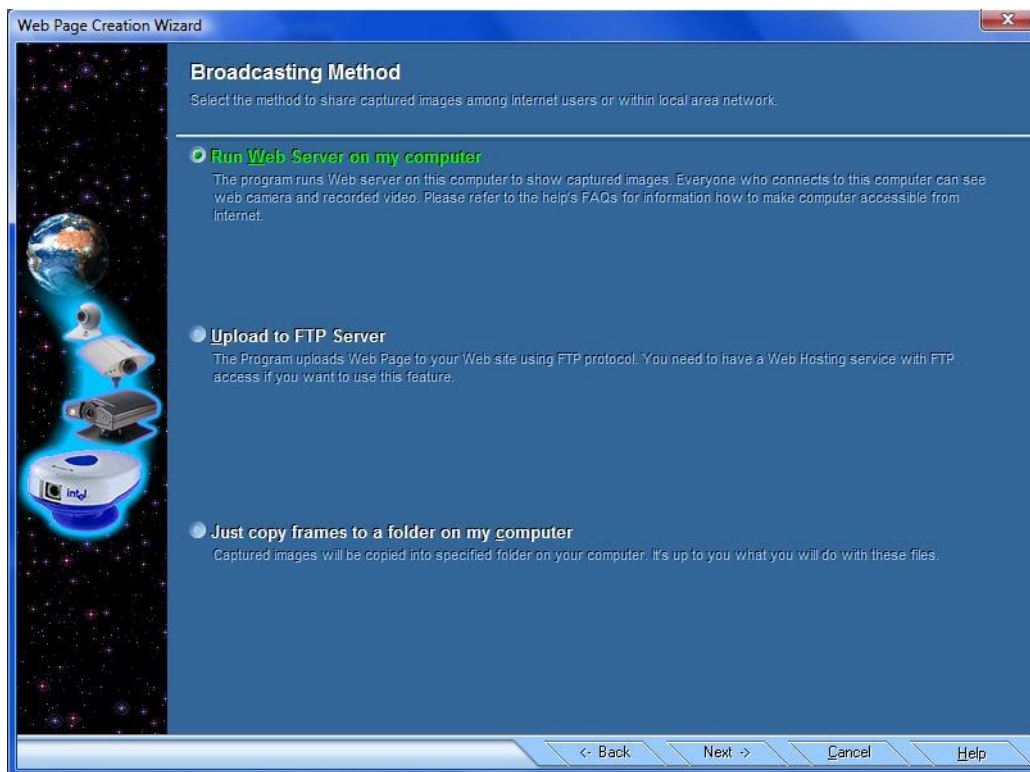 Web Page Creation Wizard
Broadcasting Method
Select the method to share captured images among Internet users or within local area network.
Run Web Server on my computer
The program runs Web server on this computer to show captured images. Everyone who connects to this computer can see
web camera and recorded video. Please refer to the help's FAQs for information how to make computer accessible from
Internet.
Upload to FTP Server
The Program uploads Web Page to your Web site using FTP protocol. You need to have a Web Hosting service with FTP
access if you want to use this feature.
intel
Just copy frames to a folder on my computer
Captured images will be copied into specified folder on your computer. It's up to you what you will do with these files.
<- Back Next -> Cancel Help